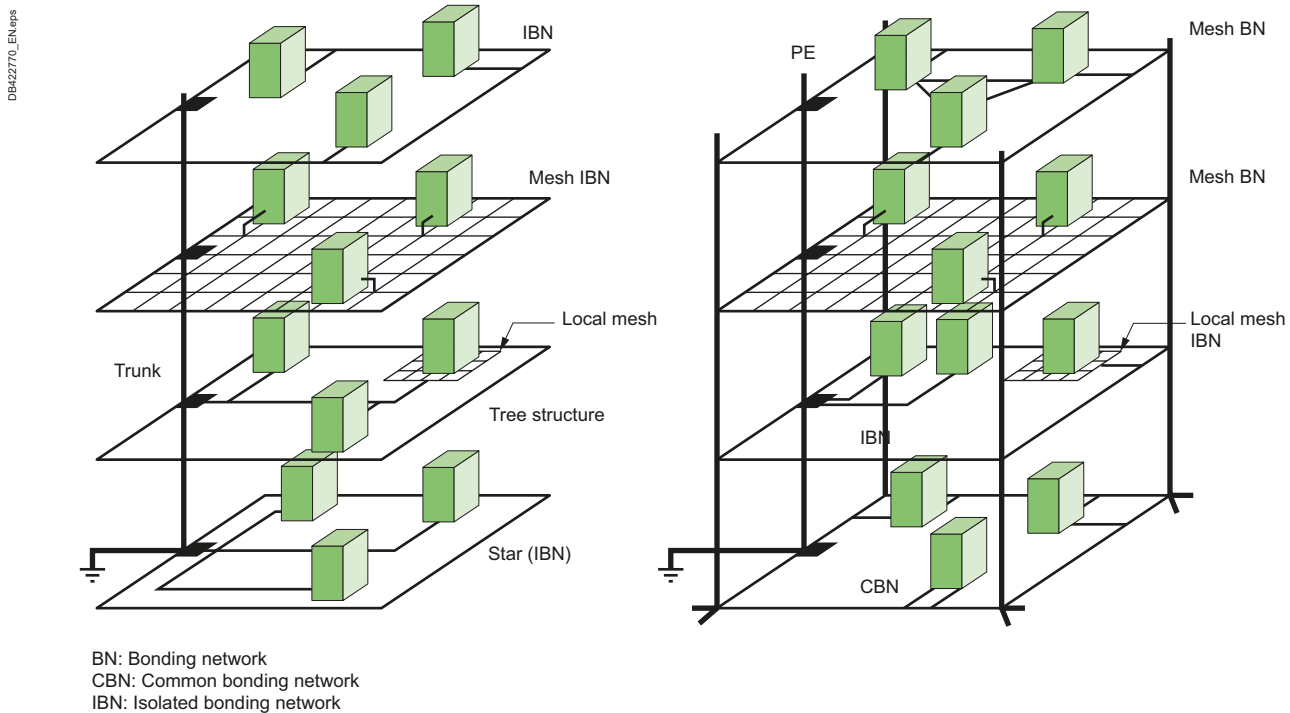 DB422770_EN.eps
IBN
Mesh IBN
Local mesh
Trunk
Tree structure
Star (IBN)
PE
Mesh BN
Mesh BN
Local mesh
IBN
IBN
CBN
BN: Bonding network
CBN: Common bonding network
IBN: Isolated bonding network